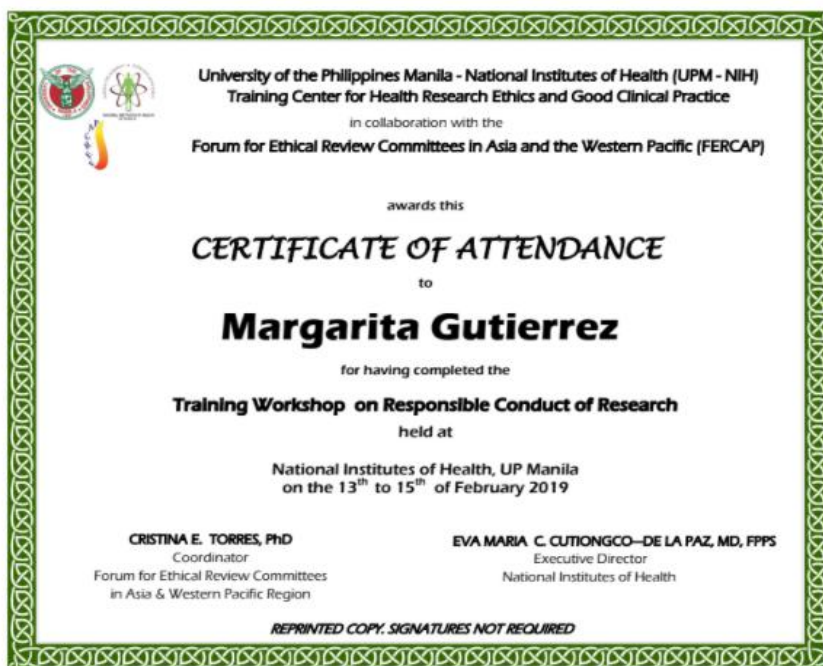 University of the Philippines Manila - National Institutes of Health (UPM - NIH)
Training Center for Health Research Ethics and Good Clinical Practice
in collaboration with the
Forum for Ethical Review Committees in Asia and the Western Pacific (FERCAP)
awards this
CERTIFICATE OF ATTENDANCE
to
Margarita Gutierrez
for having completed the
Training Workshop on Responsible Conduct of Research
held at
National Institutes of Health, UP Manila
on the 13th to 15th of February 2019
CRISTINA E. TORRES, PhD
Coordinator
Forum for Ethical Review Committees
in Asia & Western Pacific Region
EVA MARIA C. CUTIONGCO—DE LA PAZ, MD, FPPS
Executive Director
National Institutes of Health
REPRINTED COPY. SIGNATURES NOT REQUIRED